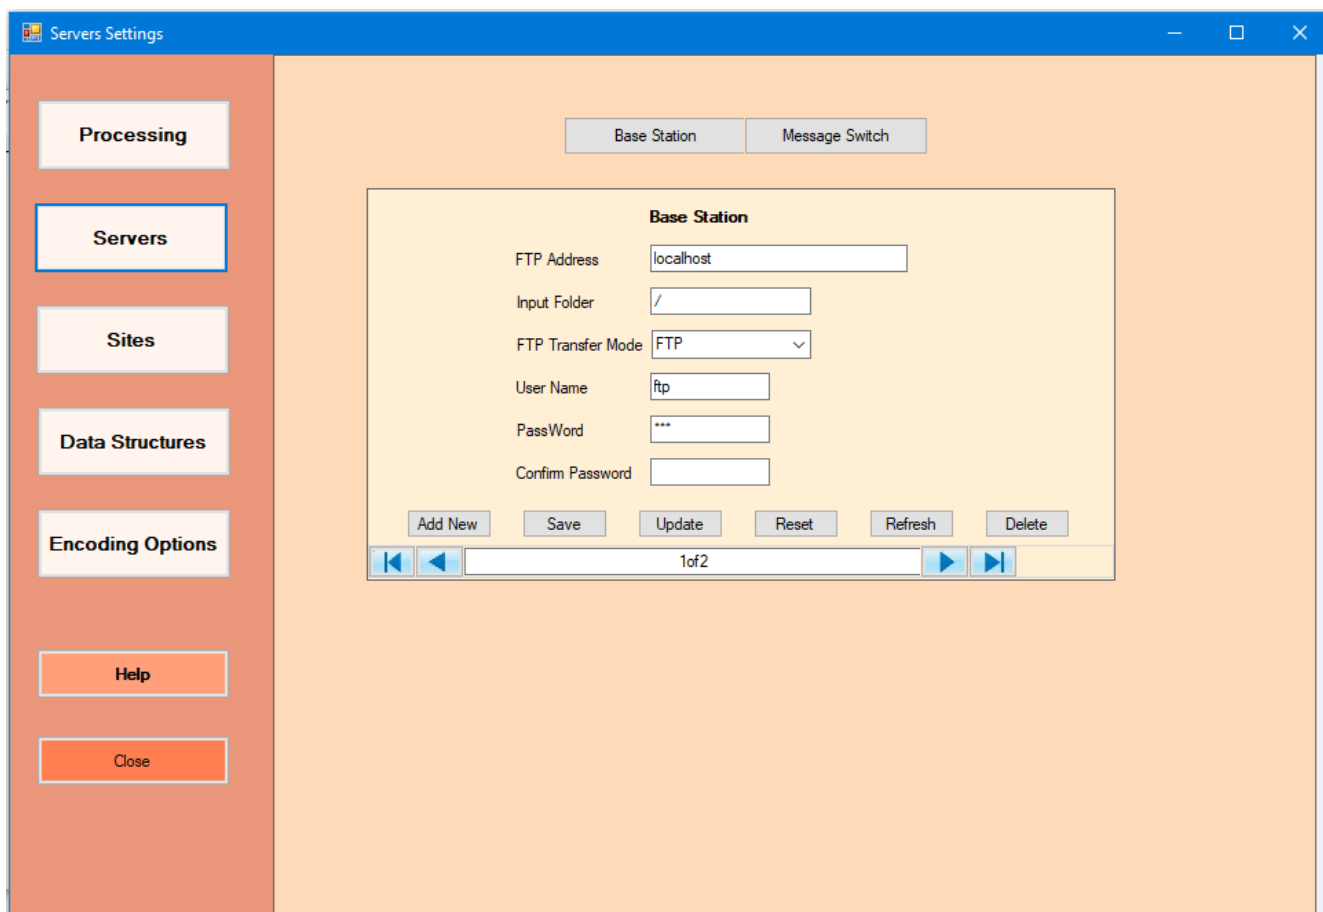 Servers Settings
Processing
Servers
Sites
Data Structures
Encoding Options
Help
Close
Base Station Message Switch
Base Station
FTP Address localhost
Input Folder /
FTP Transfer Mode FTP
User Name ftp
PassWord ***
Confirm Password
Add New Save Update Reset Refresh Delete
1of2